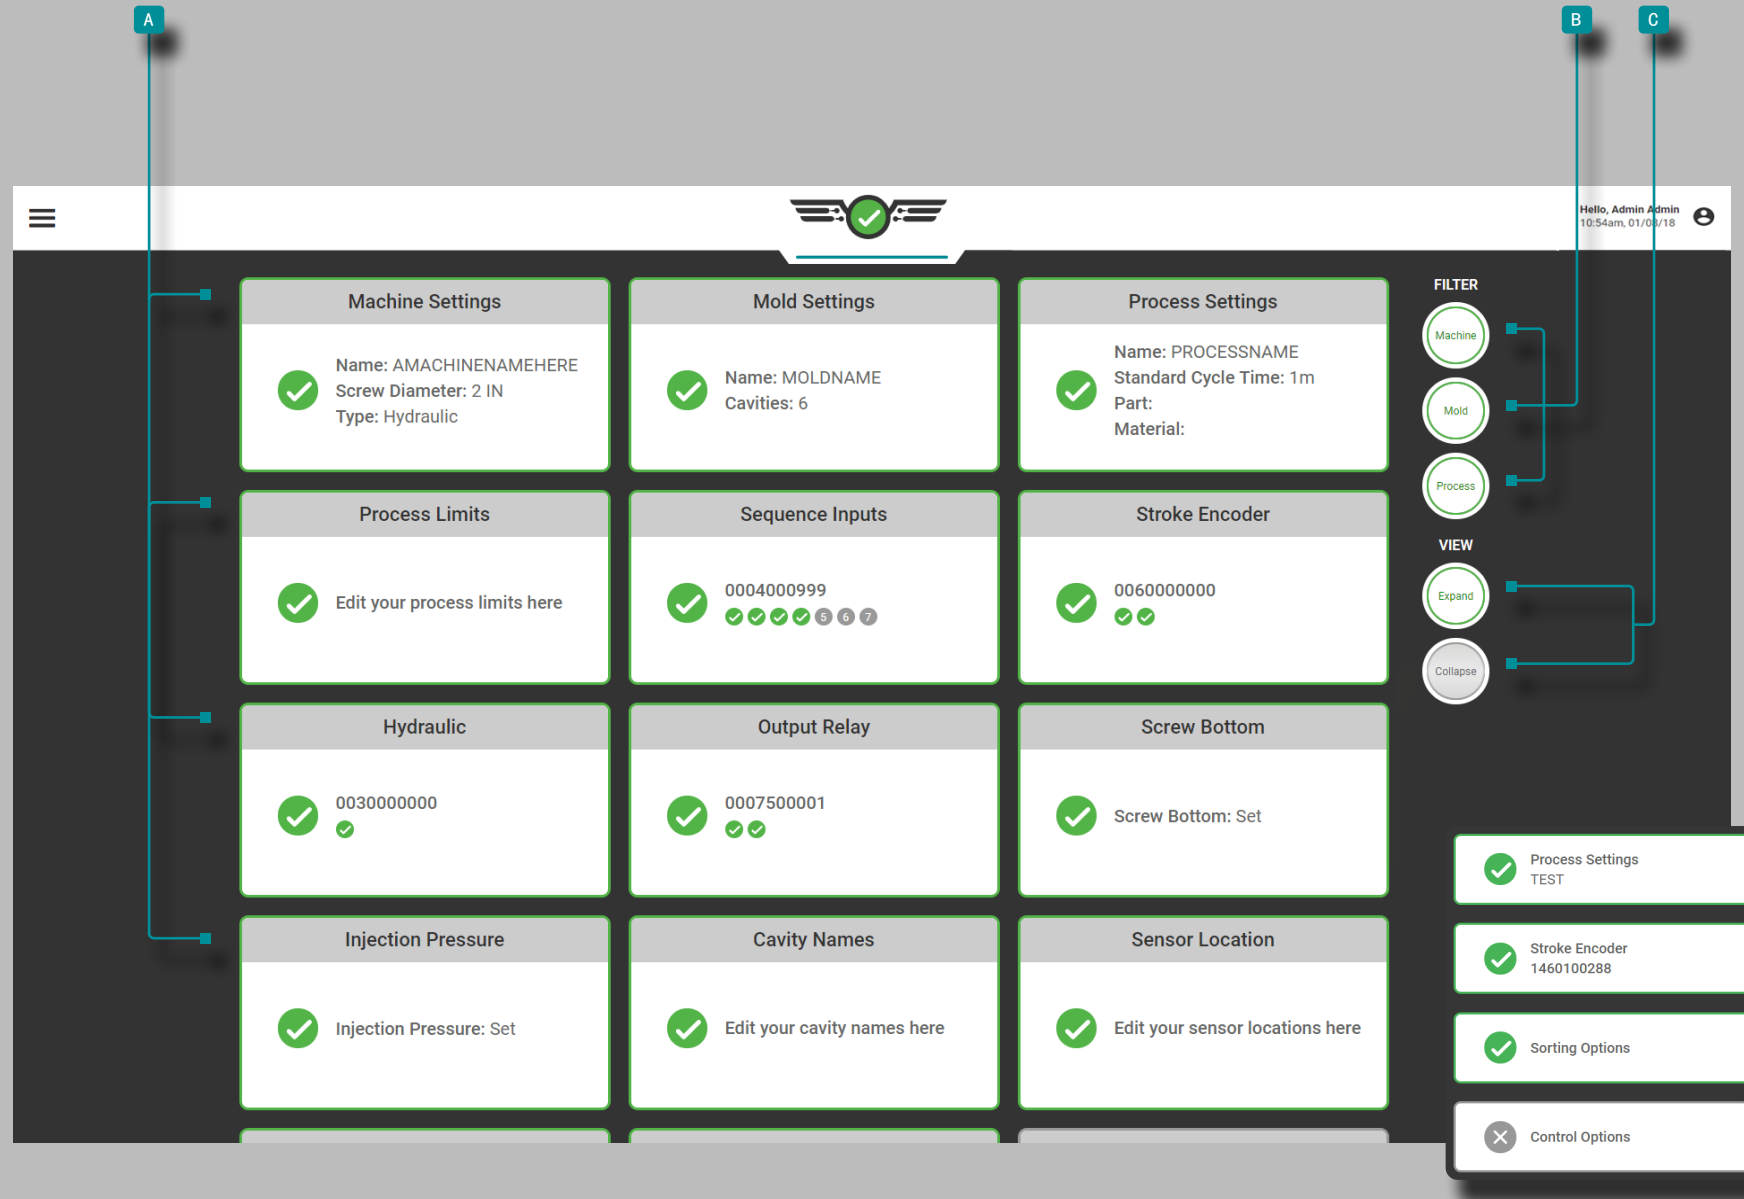 A
B
C
Hello, Admin Admin
10:54am, 01/08/18
Machine Settings
Name: AMACHINENAMEHERE
Screw Diameter: 2 IN
Type: Hydraulic
Mold Settings
Name: MOLDNAME
Cavities: 6
Process Settings
Name: PROCESSNAME
Standard Cycle Time: 1m
Part:
Material:
FILTER
Machine
Mold
Process
VIEW
Expand
Collapse
Process Limits
Edit your process limits here
Sequence Inputs
0004000999
5 6 7
Stroke Encoder
0060000000
Hydraulic
0030000000
Output Relay
0007500001
Screw Bottom
Screw Bottom: Set
Injection Pressure
Injection Pressure: Set
Cavity Names
Edit your cavity names here
Sensor Location
Edit your sensor locations here
Process Settings
TEST
Stroke Encoder
1460100288
Sorting Options
Control Options